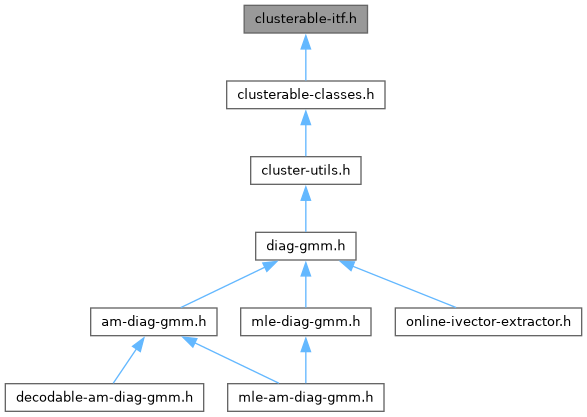 clusterable-itf.h
clusterable-classes.h
cluster-utils.h
diag-gmm.h
am-diag-gmm.h
mle-diag-gmm.h
online-ivector-extractor.h
decodable-am-diag-gmm.h
mle-am-diag-gmm.h